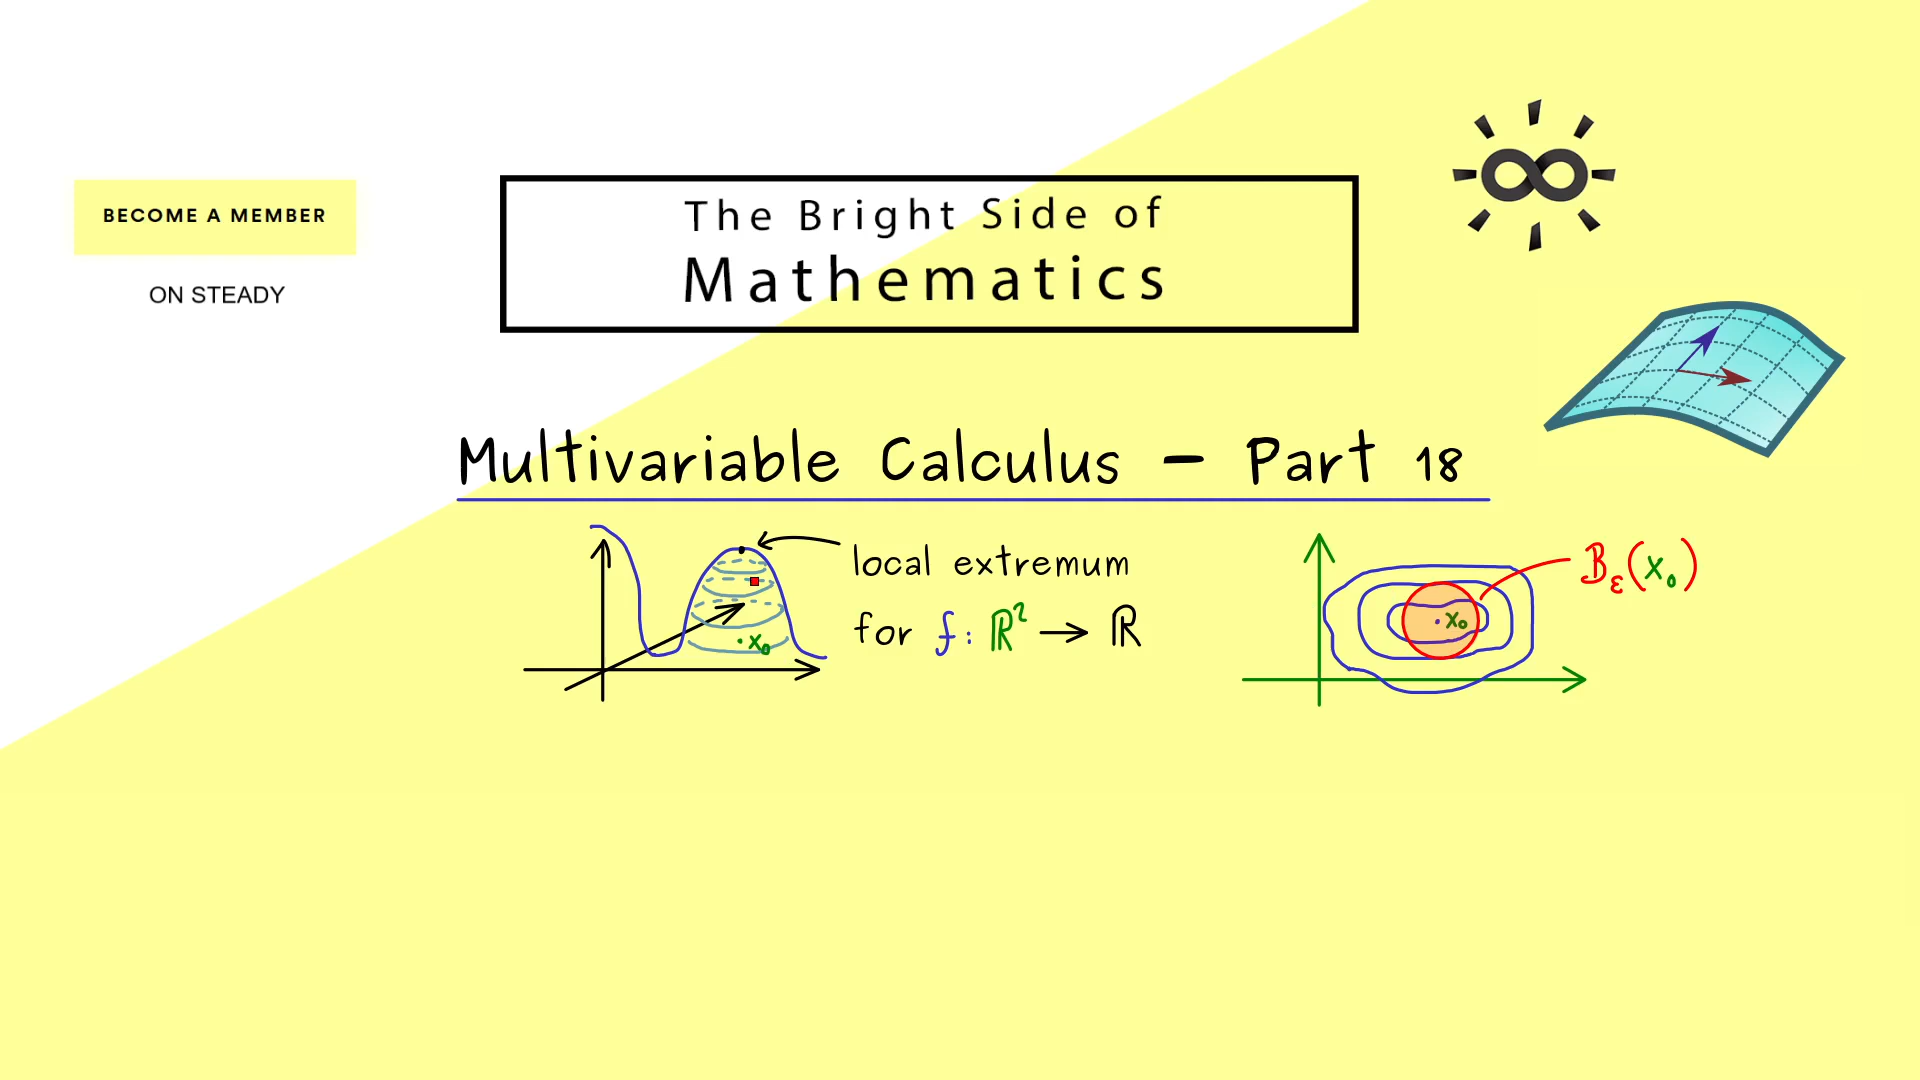 BECOME A MEMBER
ON STEADY
The Bright Side of
Mathematics
Multivariable Calculus – Part 18
local extremum
for f: ℝ² → ℝ
x₀
x₀
B_ε(x₀)